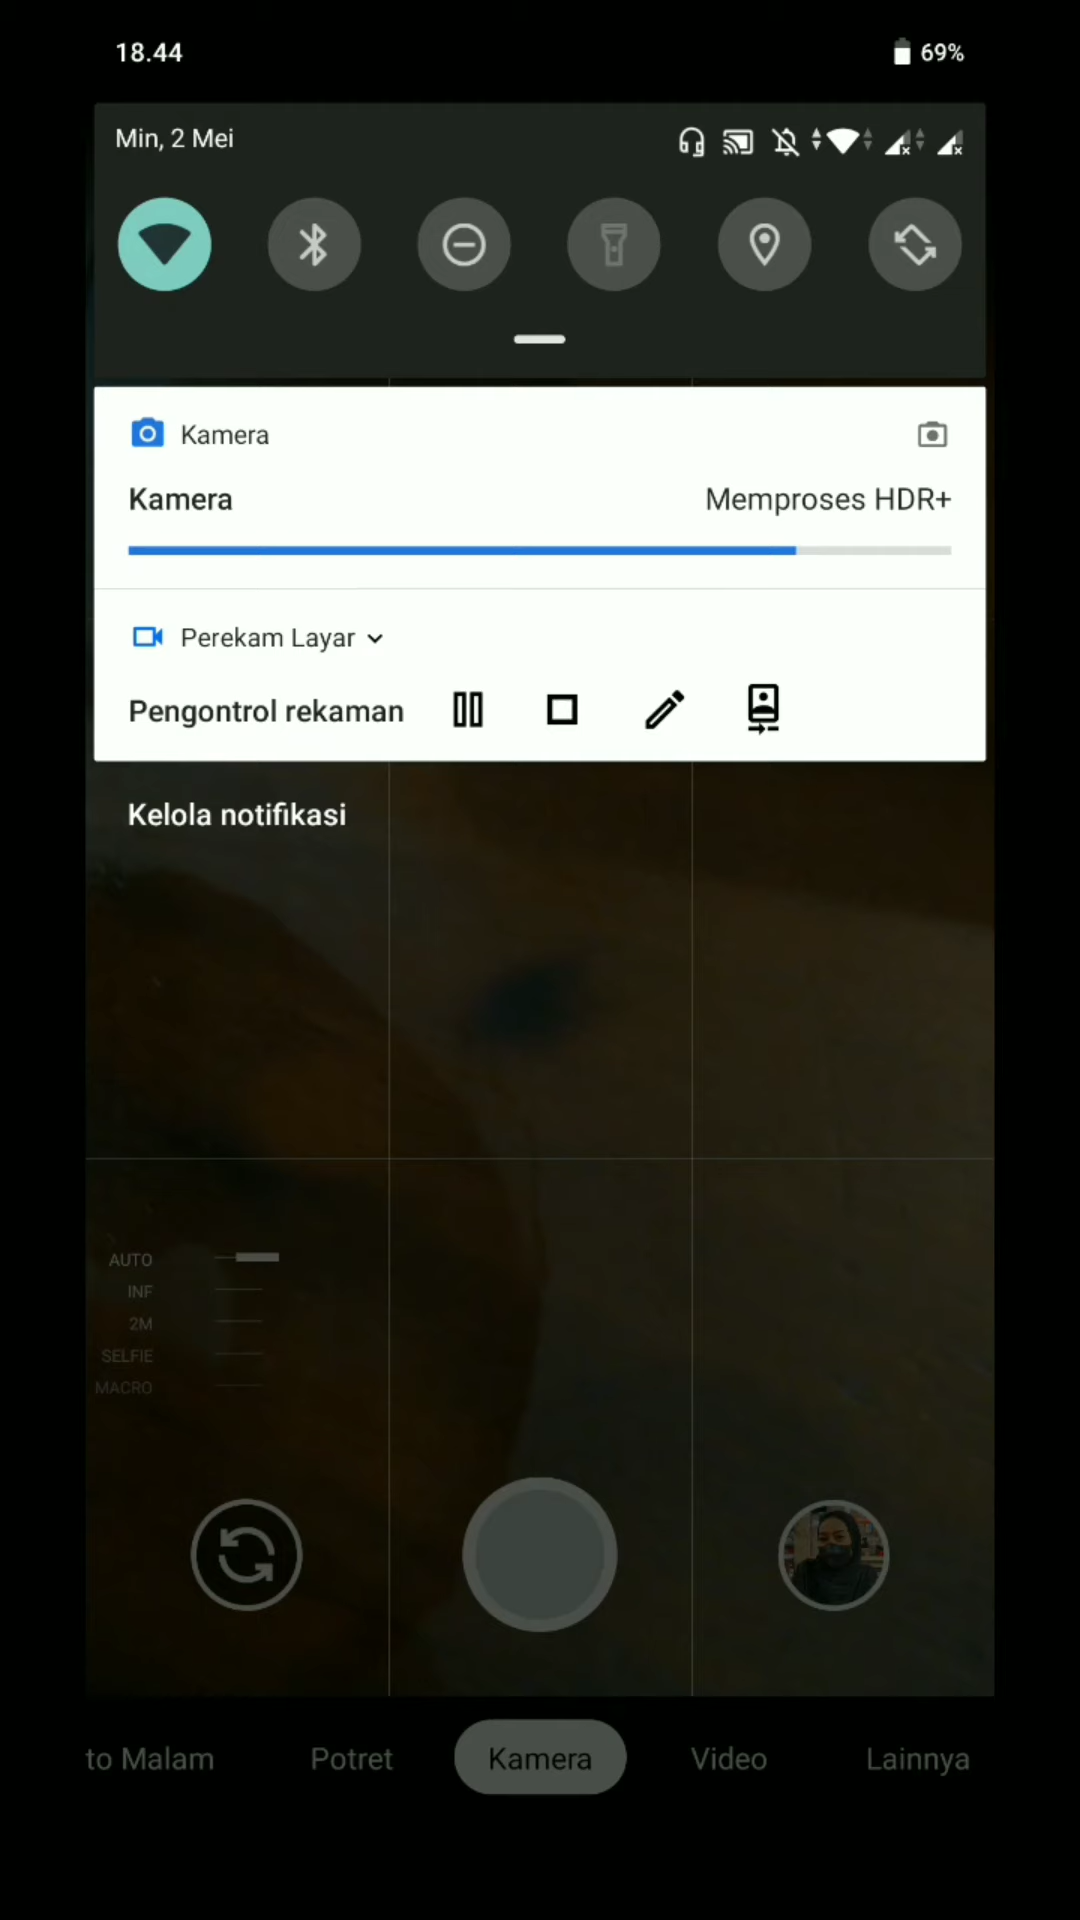 18.44
69%
Min, 2 Mei
Kamera
Kamera
Memproses HDR+
Perekam Layar
Pengontrol rekaman
Kelola notifikasi
AUTO
INF
2M
SELFIE
MACRO
to Malam
Potret
Kamera
Video
Lainnya